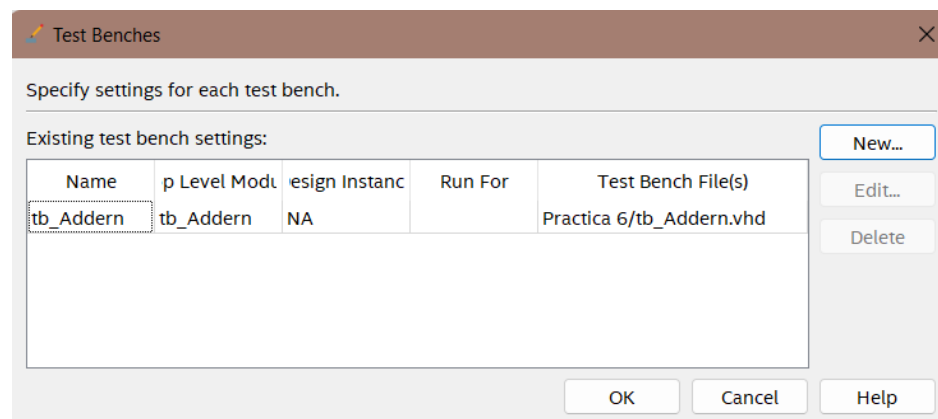 Test Benches
Specify settings for each test bench.
Existing test bench settings:
New...
Name p Level Modu esign Instanc Run For Test Bench File(s)
Edit...
tb_Addern tb_Addern NA Practica 6/tb_Addern.vhd
Delete
OK Cancel Help